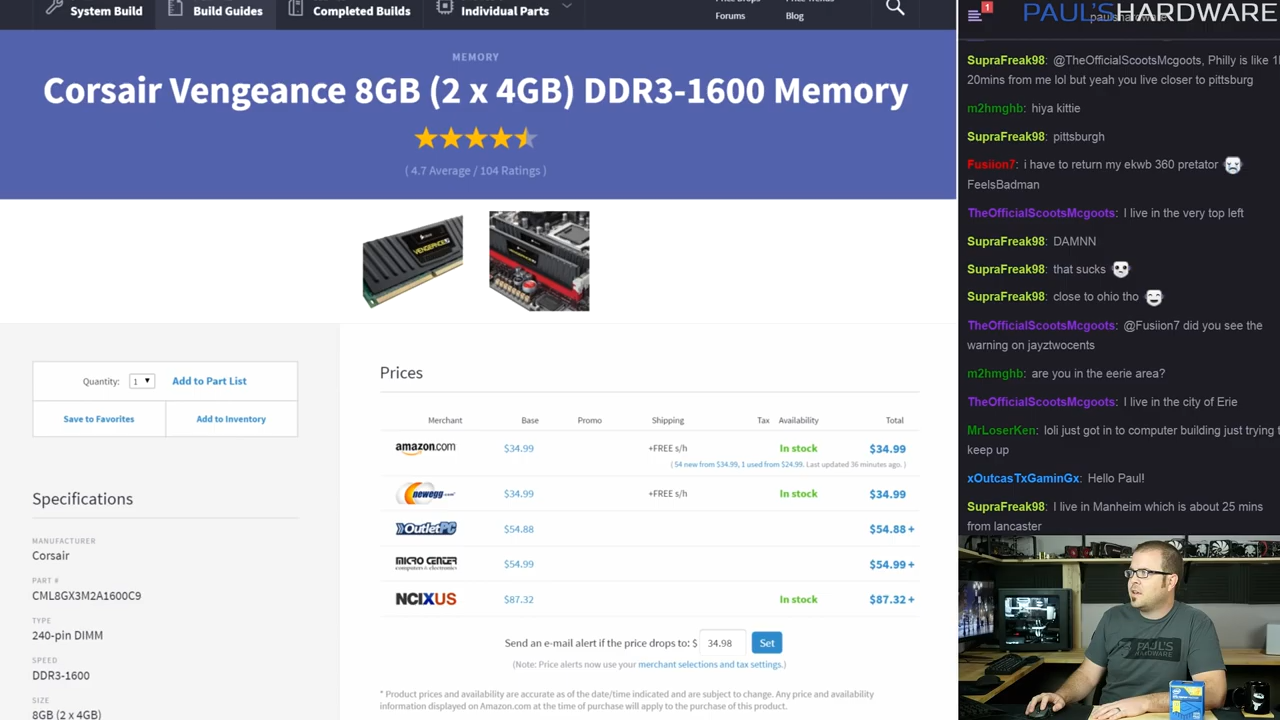 System Build
Build Guides
Completed Builds
Individual Parts
Price Drops
Price Trends
Forums
Blog
MEMORY
Corsair Vengeance 8GB (2 x 4GB) DDR3-1600 Memory
( 4.7 Average / 104 Ratings )
VENGEANCE
Quantity: 1
Add to Part List
Save to Favorites
Add to Inventory
Specifications
MANUFACTURER
Corsair
PART #
CML8GX3M2A1600C9
TYPE
240-pin DIMM
SPEED
DDR3-1600
SIZE
8GB (2 x 4GB)
Prices
Merchant Base Promo Shipping Tax Availability Total
amazon.com $34.99 +FREE s/h In stock $34.99
( 54 new from $34.99, 1 used from $24.99. Last updated 36 minutes ago. )
newegg.com $34.99 +FREE s/h In stock $34.99
OutletPC $54.88 $54.88 +
MICRO CENTER computers & electronics $54.99 $54.99 +
NCIXUS $87.32 In stock $87.32 +
Send an e-mail alert if the price drops to: $ 34.98 Set
(Note: Price alerts now use your merchant selections and tax settings.)
* Product prices and availability are accurate as of the date/time indicated and are subject to change. Any price and availability
information displayed on Amazon.com at the time of purchase will apply to the purchase of this product.
1
PAUL'SHARDWARE
paulshardware
SupraFreak98: @TheOfficialScootsMcgoots, Philly is like 1
20mins from me lol but yeah you live closer to pittsburg
m2hmghb: hiya kittie
SupraFreak98: pittsburgh
Fusiion7: i have to return my ekwb 360 pretator
FeelsBadman
TheOfficialScootsMcgoots: I live in the very top left
SupraFreak98: DAMNN
SupraFreak98: that sucks
SupraFreak98: close to ohio tho
TheOfficialScootsMcgoots: @Fusiion7 did you see the
warning on jayztwocents
m2hmghb: are you in the eerie area?
TheOfficialScootsMcgoots: I live in the city of Erie
MrLoserKen: loli just got in to computer building just trying t
keep up
xOutcasTxGaminGx: Hello Paul!
SupraFreak98: I live in Manheim which is about 25 mins
from lancaster
PAUL'S
HARDWARE